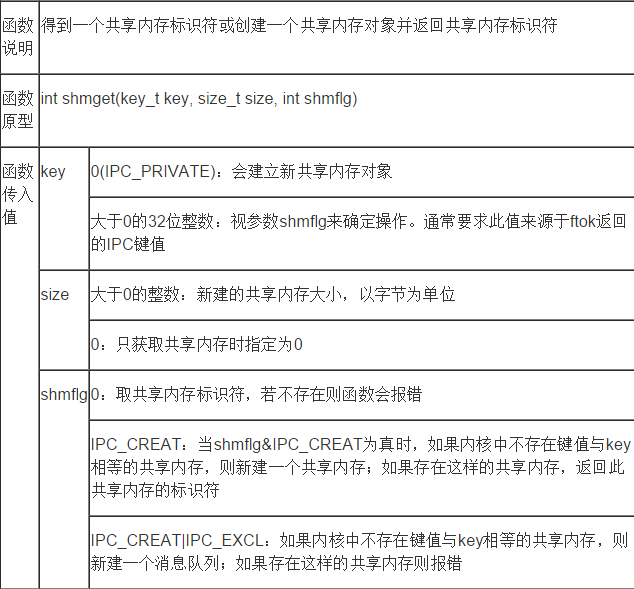 函数
说明
得到一个共享内存标识符或创建一个共享内存对象并返回共享内存标识符
函数
原型
int shmget(key_t key, size_t size, int shmflg)
函数
传入
值
key
0(IPC_PRIVATE)：会建立新共享内存对象
大于0的32位整数：视参数shmflg来确定操作。通常要求此值来源于ftok返回
的IPC键值
size
大于0的整数：新建的共享内存大小，以字节为单位
0：只获取共享内存时指定为0
shmflg
0：取共享内存标识符，若不存在则函数会报错
IPC_CREAT：当shmflg&IPC_CREAT为真时，如果内核中不存在键值与key
相等的共享内存，则新建一个共享内存；如果存在这样的共享内存，返回此
共享内存的标识符
IPC_CREAT|IPC_EXCL：如果内核中不存在键值与key相等的共享内存，则
新建一个消息队列；如果存在这样的共享内存则报错